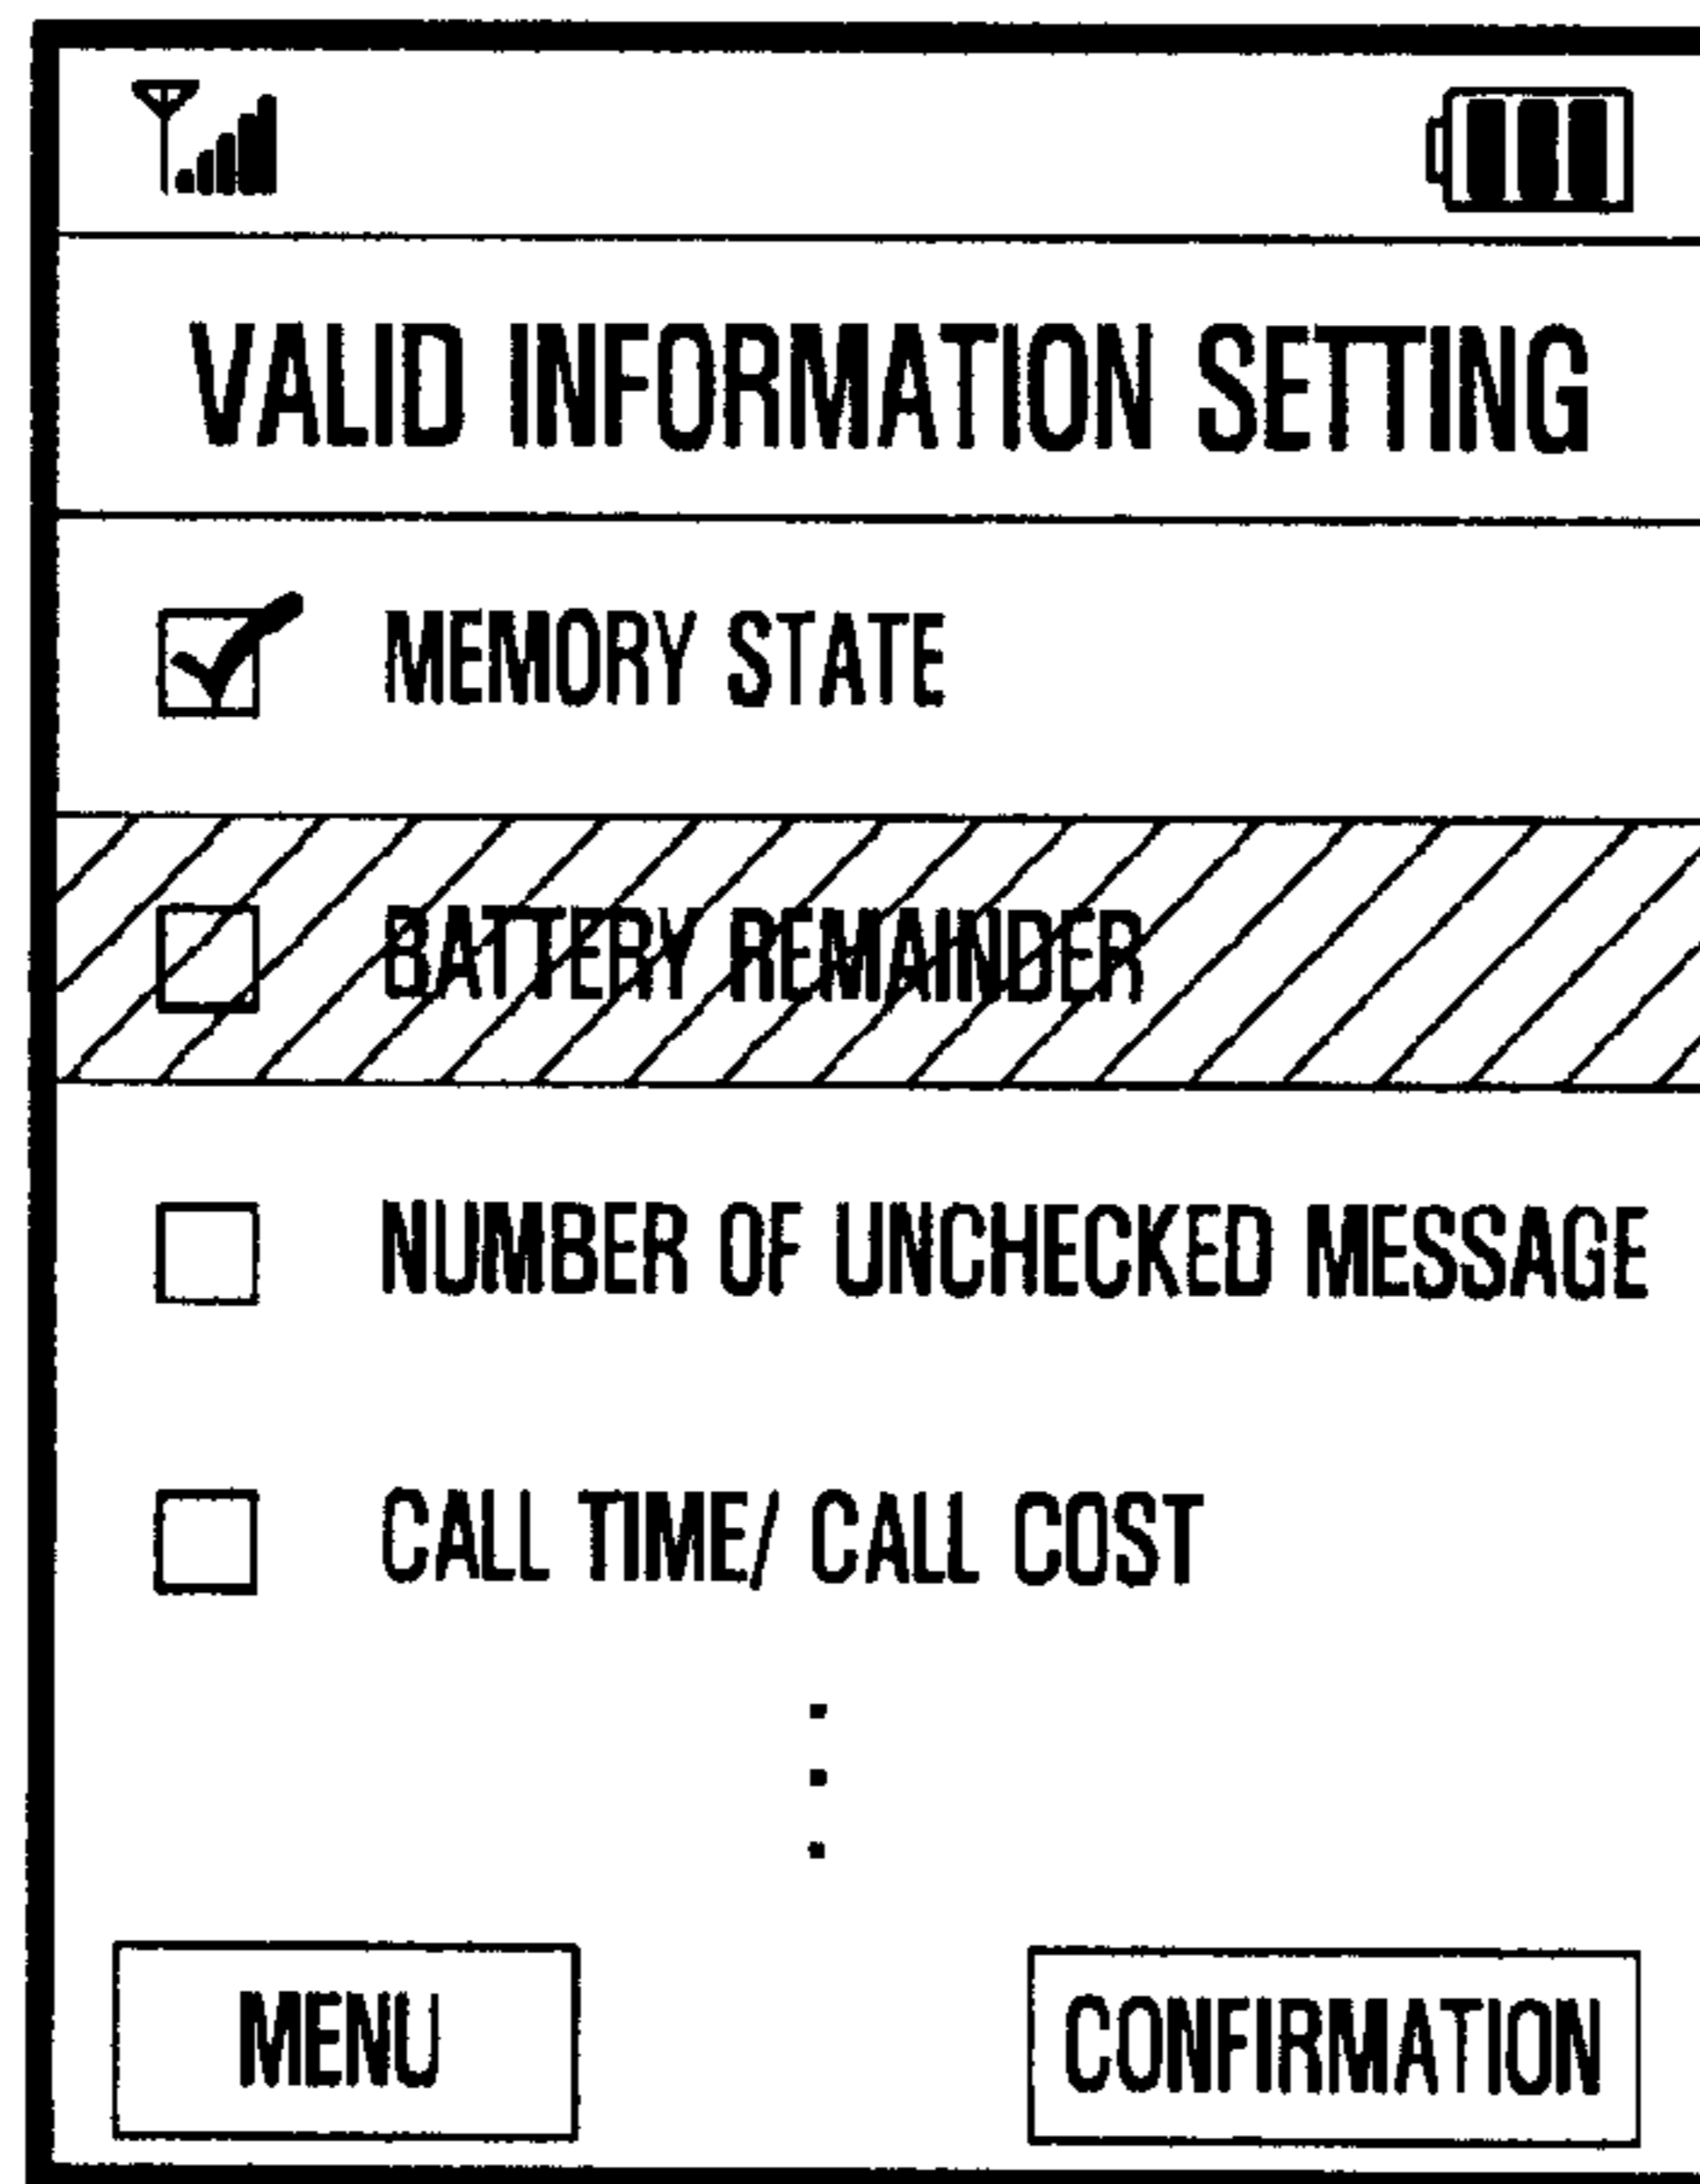 VALID INFORMATION SETTING
MEMORY STATE
BATTERY REMAINDER
NUMBER OF UNCHECKED MESSAGE
CALL TIME/ CALL COST
MENU
CONFIRMATION